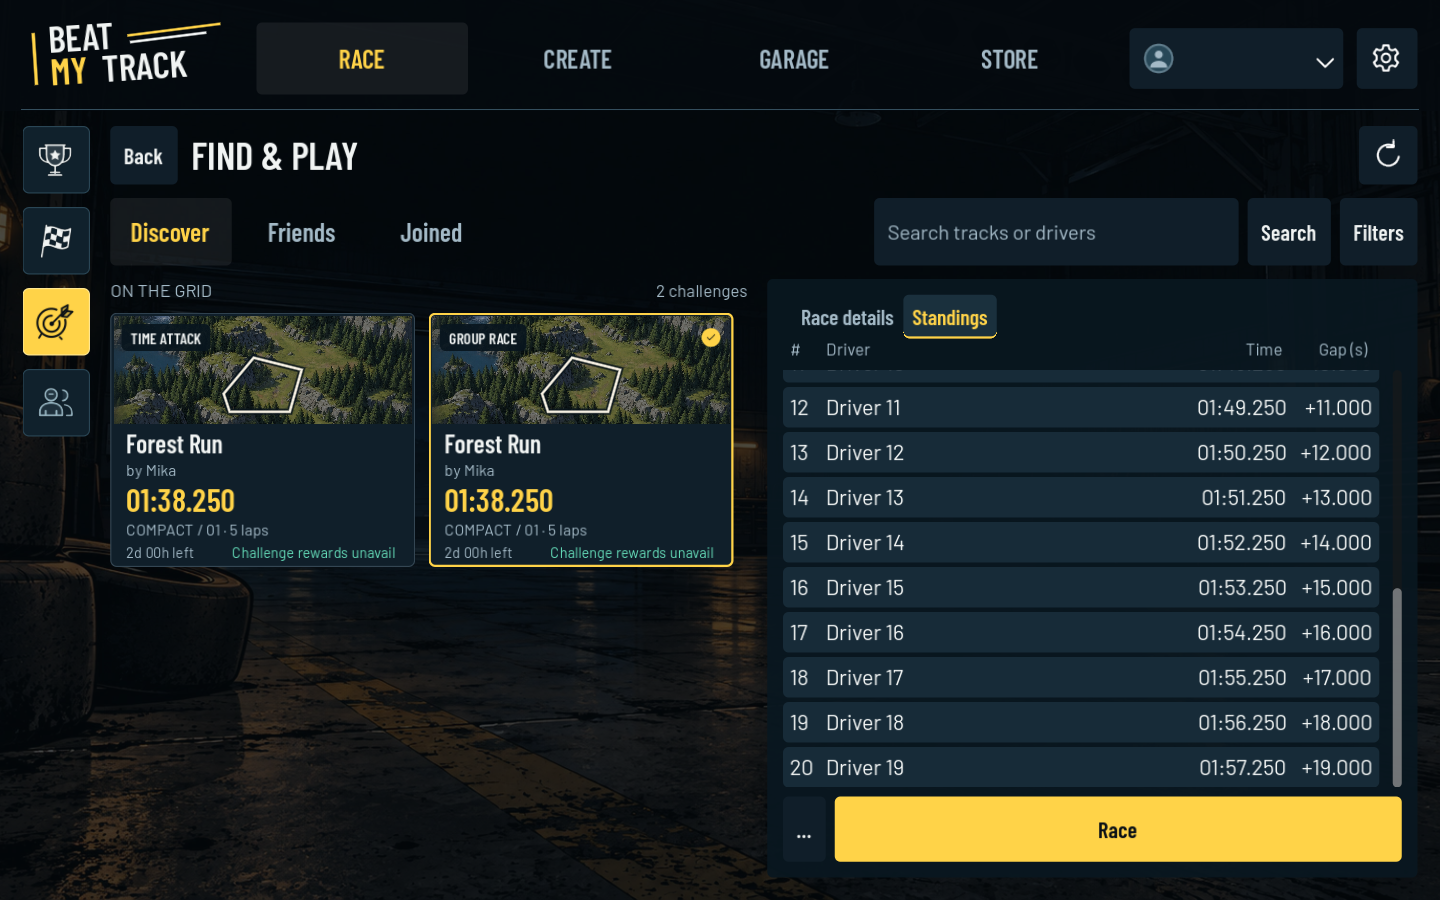 BEAT
MY TRACK
RACE
CREATE
GARAGE
STORE
Back
FIND & PLAY
Discover
Friends
Joined
Search tracks or drivers
Search
Filters
ON THE GRID
2 challenges
TIME ATTACK
Forest Run
by Mika
01:38.250
COMPACT / 01 · 5 laps
2d 00h left Challenge rewards unavail
GROUP RACE
Forest Run
by Mika
01:38.250
COMPACT / 01 · 5 laps
2d 00h left Challenge rewards unavail
Race details Standings
# Driver Time Gap (s)
12 Driver 11 01:49.250 +11.000
13 Driver 12 01:50.250 +12.000
14 Driver 13 01:51.250 +13.000
15 Driver 14 01:52.250 +14.000
16 Driver 15 01:53.250 +15.000
17 Driver 16 01:54.250 +16.000
18 Driver 17 01:55.250 +17.000
19 Driver 18 01:56.250 +18.000
20 Driver 19 01:57.250 +19.000
... Race